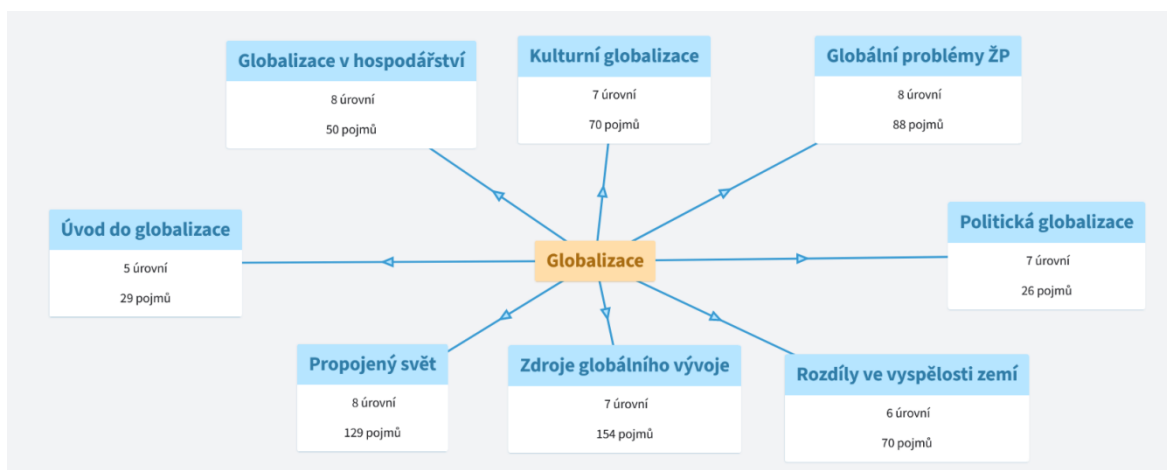 Globalizace v hospodářství
8 úrovní
50 pojmů
Kulturní globalizace
7 úrovní
70 pojmů
Globální problémy ŽP
8 úrovní
88 pojmů
Úvod do globalizace
5 úrovní
29 pojmů
Globalizace
Politická globalizace
7 úrovní
26 pojmů
Propojený svět
8 úrovní
129 pojmů
Zdroje globálního vývoje
7 úrovní
154 pojmů
Rozdíly ve vyspělosti zemí
6 úrovní
70 pojmů